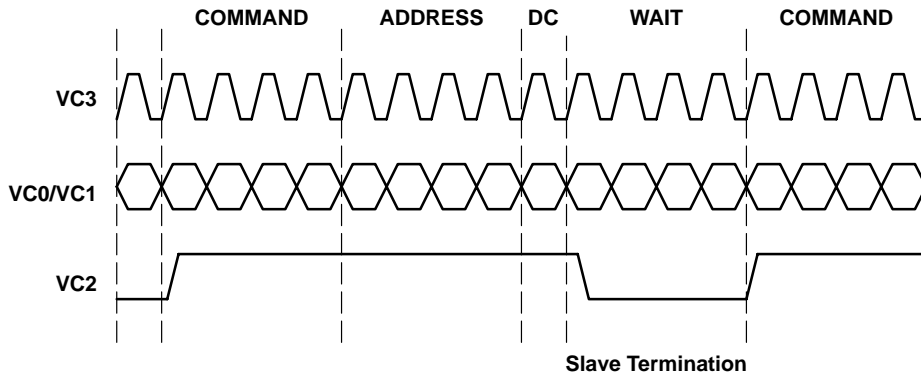 COMMAND ADDRESS DC WAIT COMMAND
VC3
VC0/VC1
VC2
Slave Termination